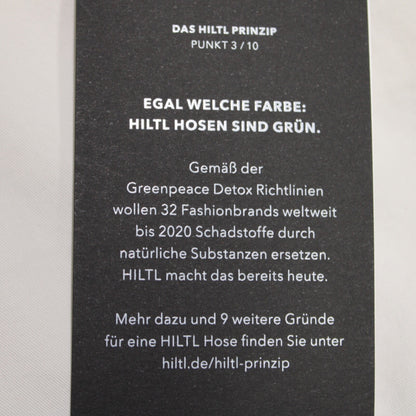 DAS HILTL PRINZIP
PUNKT 3 / 10
EGAL WELCHE FARBE:
HILTL HOSEN SIND GRÜN.
Gemäß der
Greenpeace Detox Richtlinien
wollen 32 Fashionbrands weltweit
bis 2020 Schadstoffe durch
natürliche Substanzen ersetzen.
HILTL macht das bereits heute.
Mehr dazu und 9 weitere Gründe
für eine HILTL Hose finden Sie unter
hiltl.de/hiltl-prinzip